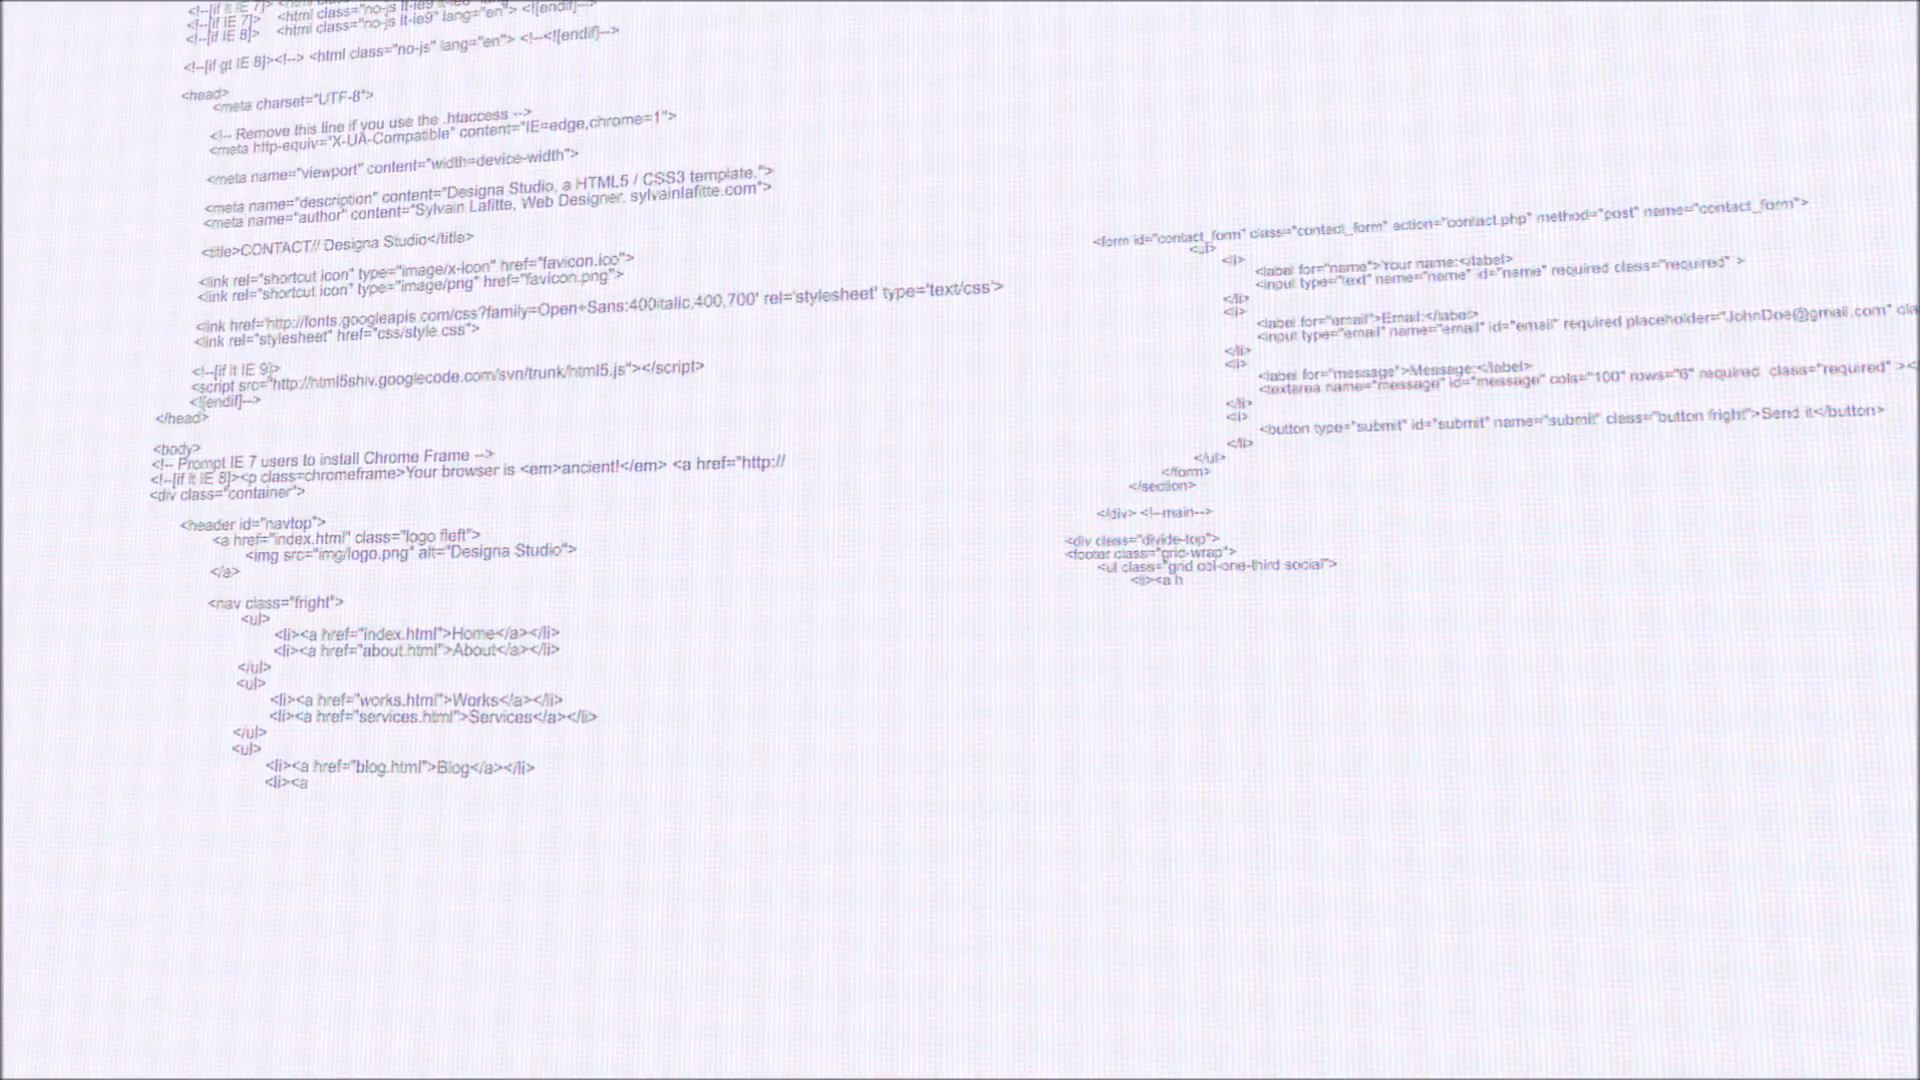 <!--[if IE 7]> <html class="no-js lt-ie9" lang="en"> <![endif]-->
<!--[if IE 8]> <html class="no-js lt-ie9" lang="en"> <![endif]-->
<!--[if gt IE 8]><!--> <html class="no-js" lang="en"> <!--<![endif]-->
<head>
<meta charset="UTF-8">
<!-- Remove this line if you use the .htaccess -->
<meta http-equiv="X-UA-Compatible" content="IE=edge,chrome=1">
<meta name="viewport" content="width=device-width">
<meta name="description" content="Designa Studio, a HTML5 / CSS3 template.">
<meta name="author" content="Sylvain Lafitte, Web Designer, sylvainlafitte.com">
<title>CONTACT// Designa Studio</title>
<link rel="shortcut icon" type="image/x-icon" href="favicon.ico">
<link rel="shortcut icon" type="image/png" href="favicon.png">
<link href='http://fonts.googleapis.com/css?family=Open+Sans:400italic,400,700' rel='stylesheet' type='text/css'>
<link rel="stylesheet" href="css/style.css">
<!--[if lt IE 9]>
<script src="http://html5shiv.googlecode.com/svn/trunk/html5.js"></script>
<![endif]-->
</head>
<body>
<!-- Prompt IE 7 users to install Chrome Frame -->
<!--[if lt IE 8]><p class=chromeframe>Your browser is <em>ancient!</em> <a href="http://
<div class="container">
<header id="navtop">
<a href="index.html" class="logo fleft">
<img src="img/logo.png" alt="Designa Studio">
</a>
<nav class="fright">
<ul>
<li><a href="index.html">Home</a></li>
<li><a href="about.html">About</a></li>
</ul>
<ul>
<li><a href="works.html">Works</a></li>
<li><a href="services.html">Services</a></li>
</ul>
<ul>
<li><a href="blog.html">Blog</a></li>
<li><a
<form id="contact_form" class="contact_form" action="contact.php" method="post" name="contact_form">
<ul>
<li>
<label for="name">Your name:</label>
<input type="text" name="name" id="name" required class="required" >
</li>
<li>
<label for="email">Email:</label>
<input type="email" name="email" id="email" required placeholder="JohnDoe@gmail.com" cla
</li>
<li>
<label for="message">Message:</label>
<textarea name="message" id="message" cols="100" rows="6" required class="required" ><
</li>
<li>
<button type="submit" id="submit" name="submit" class="button fright">Send it</button>
</li>
</ul>
</form>
</section>
</div> <!--main-->
<div class="divide-top">
<footer class="grid-wrap">
<ul class="grid col-one-third social">
<li><a h